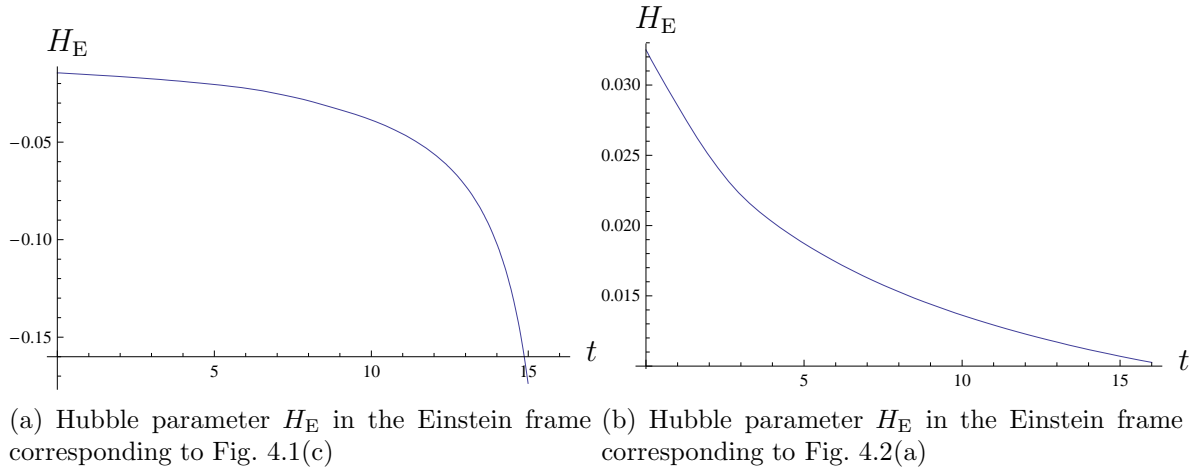 H_E
−0.05
−0.10
−0.15
5
10
15
t
H_E
0.030
0.025
0.020
0.015
5
10
15
t
(a) Hubble parameter H_E in the Einstein frame
corresponding to Fig. 4.1(c)
(b) Hubble parameter H_E in the Einstein frame
corresponding to Fig. 4.2(a)